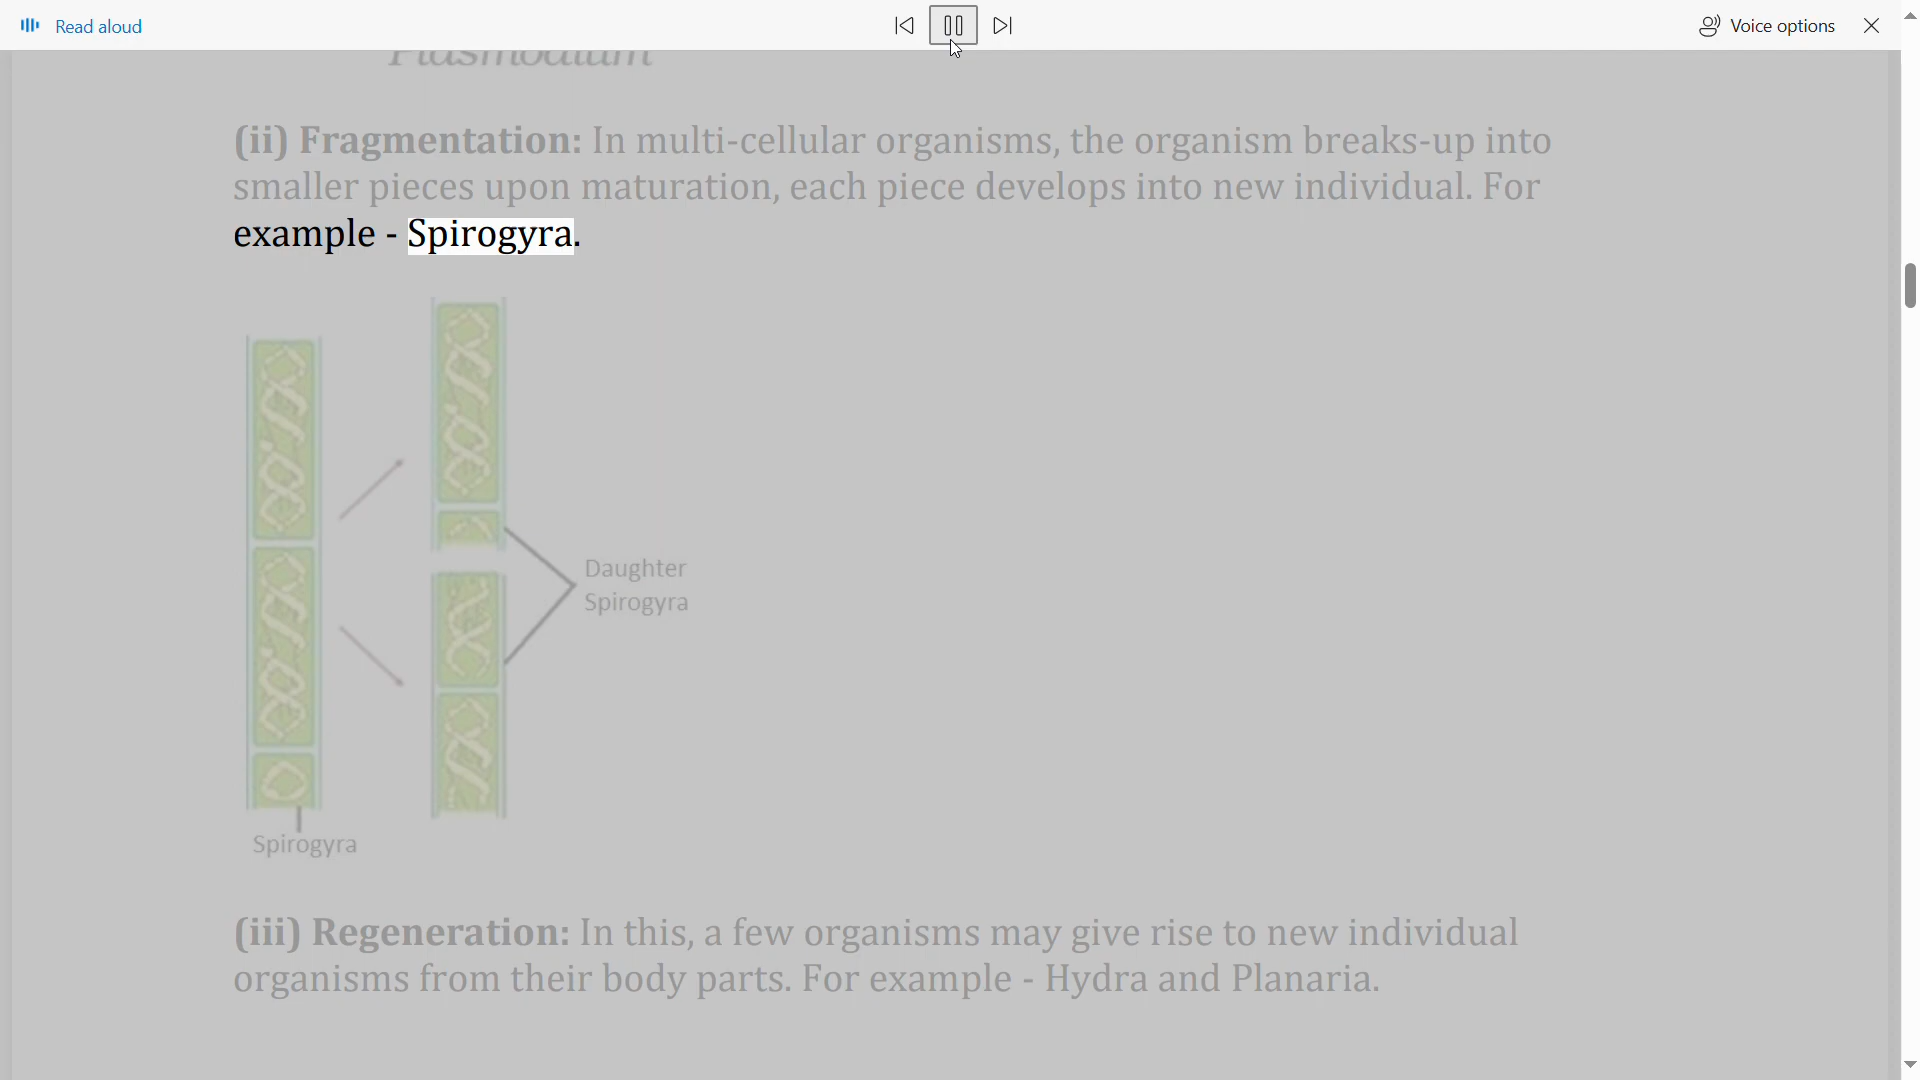 Read aloud
Voice options
Plasmodium
(ii) Fragmentation: In multi-cellular organisms, the organism breaks-up into
smaller pieces upon maturation, each piece develops into new individual. For
example - Spirogyra.
Daughter
Spirogyra
Spirogyra
(iii) Regeneration: In this, a few organisms may give rise to new individual
organisms from their body parts. For example - Hydra and Planaria.